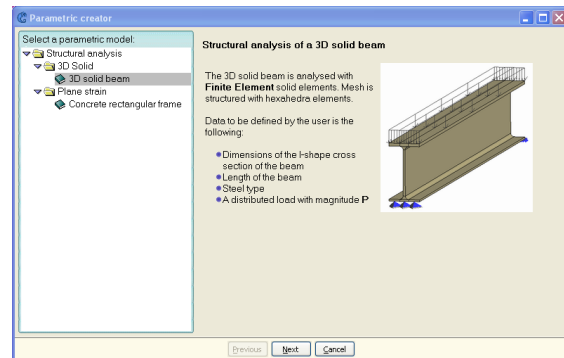 Parametric creator
Select a parametric model:
Structural analysis
3D Solid
3D solid beam
Plane strain
Concrete rectangular frame
Structural analysis of a 3D solid beam
The 3D solid beam is analysed with
Finite Element solid elements. Mesh is
structured with hexahedra elements.
Data to be defined by the user is the
following:
Dimensions of the I-shape cross
section of the beam
Length of the beam
Steel type
A distributed load with magnitude P
Previous
Next
Cancel